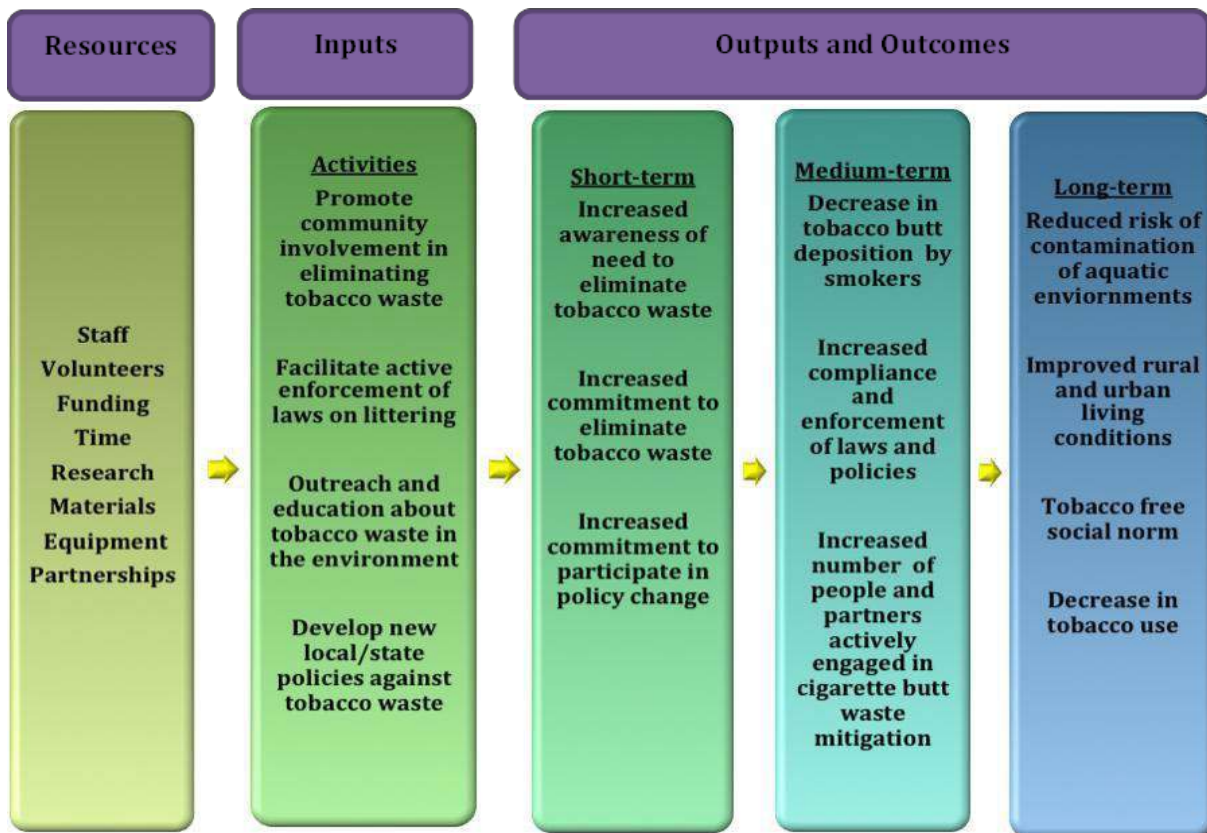 Resources
Inputs
Outputs and Outcomes
Staff
Volunteers
Funding
Time
Research
Materials
Equipment
Partnerships
Activities
Promote
community
involvement in
eliminating
tobacco waste
Facilitate active
enforcement of
laws on littering
Outreach and
education about
tobacco waste in
the environment
Develop new
local/state
policies against
tobacco waste
Short-term
Increased
awareness of
need to
eliminate
tobacco waste
Increased
commitment to
eliminate
tobacco waste
Increased
commitment to
participate in
policy change
Medium-term
Decrease in
tobacco butt
deposition by
smokers
Increased
compliance
and
enforcement
of laws and
policies
Increased
number of
people and
partners
actively
engaged in
cigarette butt
waste
mitigation
Long-term
Reduced risk of
contamination
of aquatic
enviornments
Improved rural
and urban
living
conditions
Tobacco free
social norm
Decrease in
tobacco use